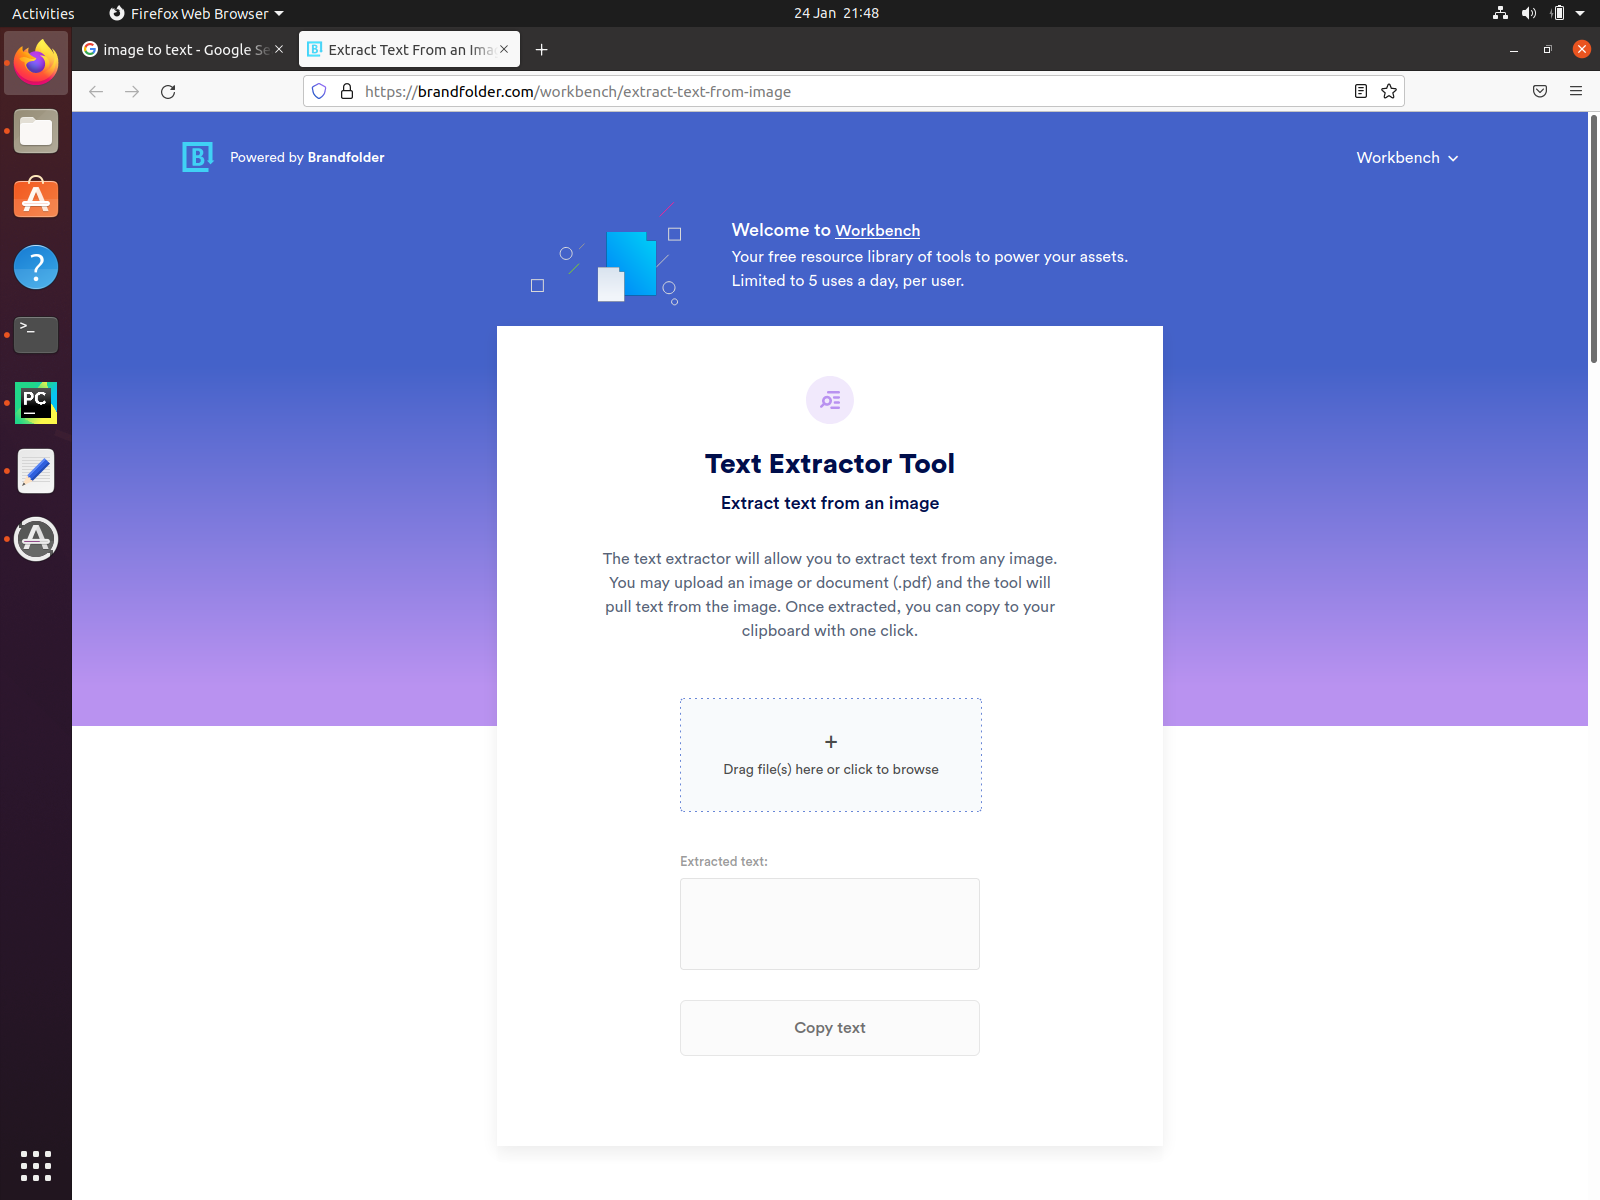 Activities
Firefox Web Browser
24 Jan 21:48
image to text - Google Se
Extract Text From an Ima
https://brandfolder.com/workbench/extract-text-from-image
B
Powered by Brandfolder
Workbench
Welcome to Workbench
Your free resource library of tools to power your assets.
Limited to 5 uses a day, per user.
>_
PC
Text Extractor Tool
Extract text from an image
The text extractor will allow you to extract text from any image.
You may upload an image or document (.pdf) and the tool will
pull text from the image. Once extracted, you can copy to your
clipboard with one click.
+
Drag file(s) here or click to browse
Extracted text:
Copy text